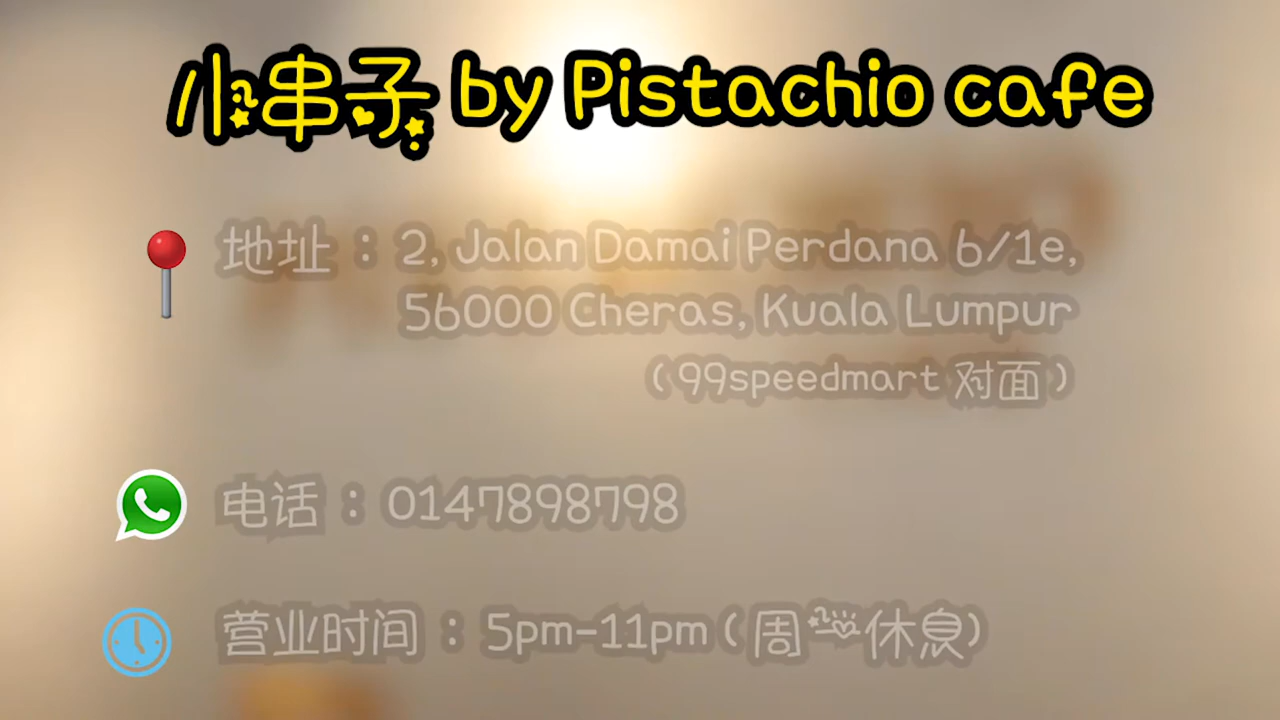 小串子 by Pistachio cafe
地址：2, Jalan Damai Perdana 6/1e,
56000 Cheras, Kuala Lumpur
(99speedmart 对面)
电话：0147898798
营业时间：5pm-11pm (周一休息)